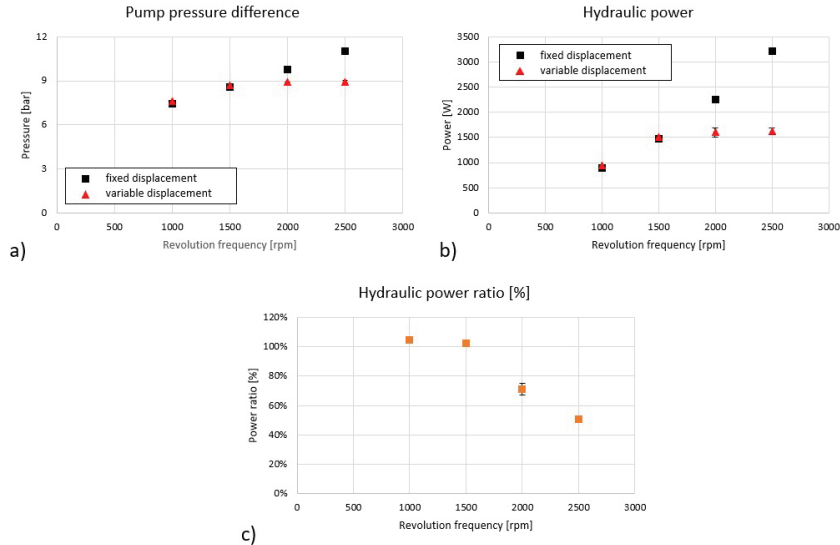 Pump pressure difference
12
9
6
3
0
Pressure [bar]
fixed displacement
variable displacement
0 500 1000 1500 2000 2500 3000
Revolution frequency [rpm]
a)
Hydraulic power
3500
3000
2500
2000
1500
1000
500
0
Power [W]
fixed displacement
variable displacement
0 500 1000 1500 2000 2500 3000
Revolution frequency [rpm]
b)
Hydraulic power ratio [%]
120%
100%
80%
60%
40%
20%
0%
Power ratio [%]
0 500 1000 1500 2000 2500 3000
Revolution frequency [rpm]
c)